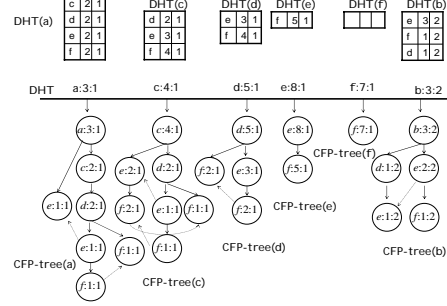 DHT(c) DHT(d) DHT(e) DHT(f) DHT(b)
DHT(a)
c 2 1
d 2 1
e 2 1
f 2 1
d 2 1
e 3 1
f 4 1
e 3 1
f 4 1
f 5 1
e 3 2
d 1 2
f 1 2
DHT a:3:1 c:4:1 d:5:1 e:8:1 f:7:1 b:3:2
a:3:1 c:4:1 d:5:1 e:8:1 f:7:1 b:3:2
CFP-tree(f)
c:2:1 e:2:1 d:2:1 f:2:1 e:3:1 f:5:1 d:1:2 e:2:2
e:1:1 d:2:1 f:2:1 e:1:1 f:1:1 f:2:1 CFP-tree(e) e:1:2 f:1:2
e:1:1 f:1:1 f:1:1 CFP-tree(d) CFP-tree(b)
CFP-tree(a) CFP-tree(c)
f:1:1